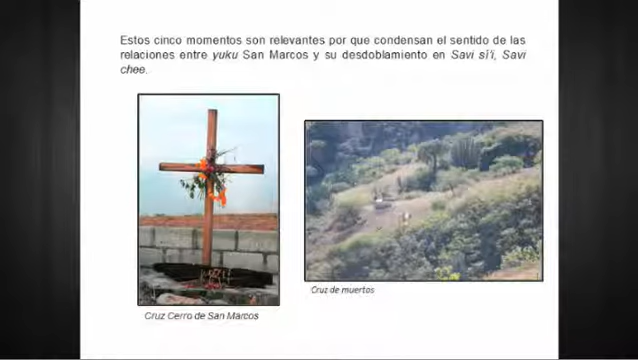 Estos cinco momentos son relevantes por que condensan el sentido de las
relaciones entre yuku San Marcos y su desdoblamiento en Savi si'i, Savi
chee.
Cruz Cerro de San Marcos
Cruz de muertos